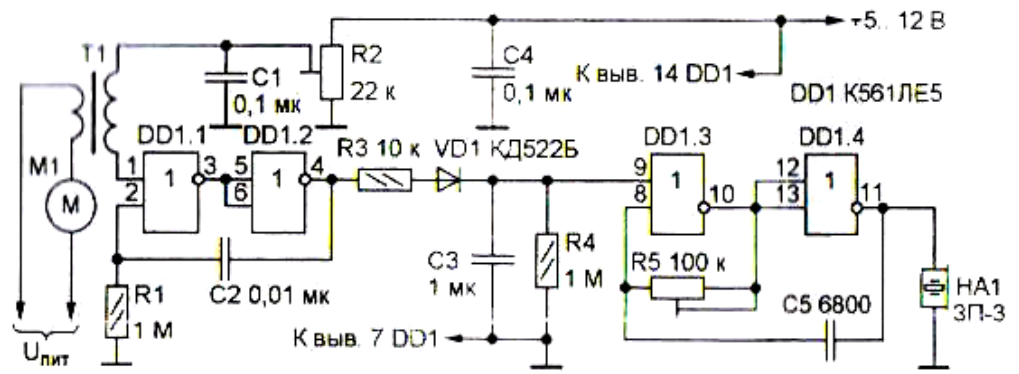 +5.. 12 В
T1
C1
0,1 мк
R2
22 к
C4
0,1 мк
К выв. 14 DD1
DD1 К561ЛЕ5
M1
M
DD1.1
1
2
1
3
DD1.2
5
6
1
4
R3 10 к
VD1 КД522Б
DD1.3
9
8
1
10
DD1.4
12
13
1
11
R1
1 М
C2 0,01 мк
C3
1 мк
R4
1 М
R5 100 к
C5 6800
HA1
ЗП-3
К выв. 7 DD1
Uпит